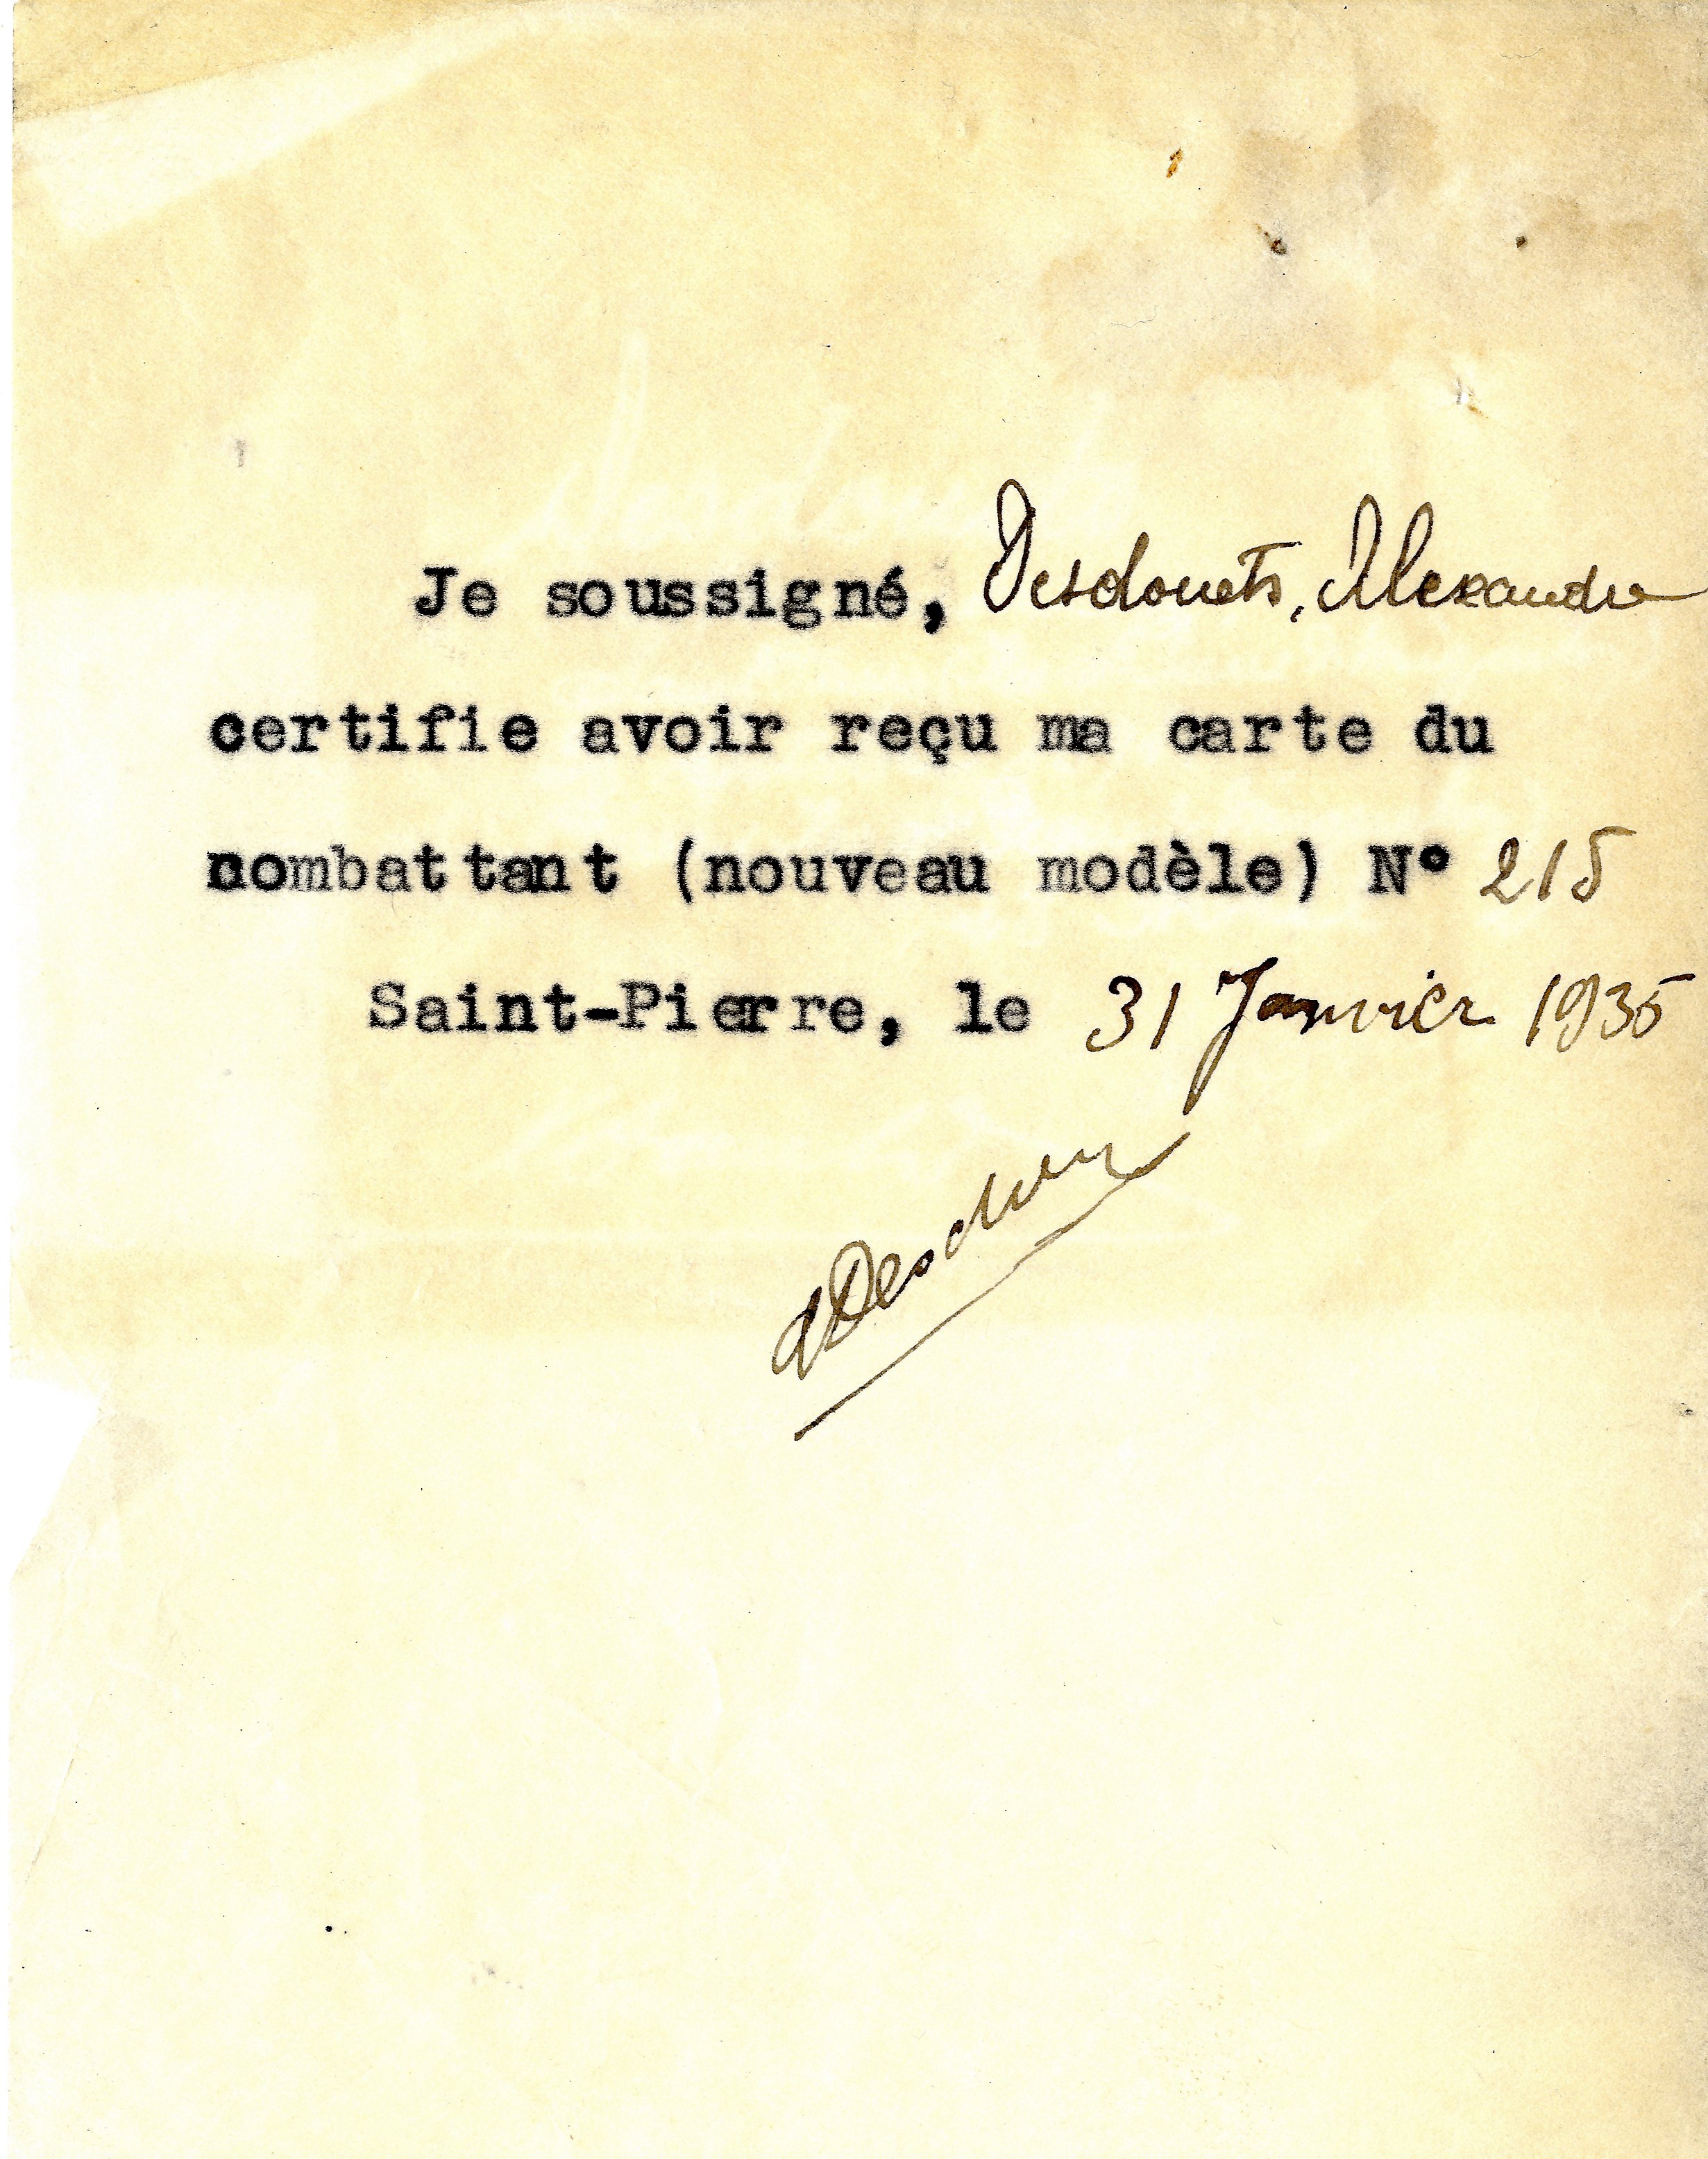 Je soussigné, Desdouets, Alexandre
certifie avoir reçu ma carte du
combattant (nouveau modèle) N° 215
Saint-Pierre, le 31 Janvier 1935